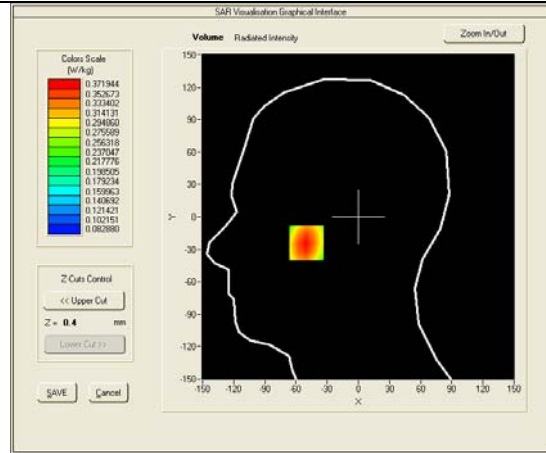 SAR Visualisation Graphical Interface
Volume Radiated Intensity
Zoom In/Out
Colors Scale
(W/kg)
0.371944
0.352673
0.333402
0.314131
0.294860
0.275589
0.256318
0.237047
0.217776
0.198505
0.179234
0.159963
0.140692
0.121421
0.102151
0.082880
Z-Cuts Control
<< Upper Cut
Z = 0.4 mm
Lower Cut >>
SAVE Cancel
150
120
90
60
30
0
-30
-60
-90
-120
-150
Y
-150 -120 -90 -60 -30 0 30 60 90 120 150
X